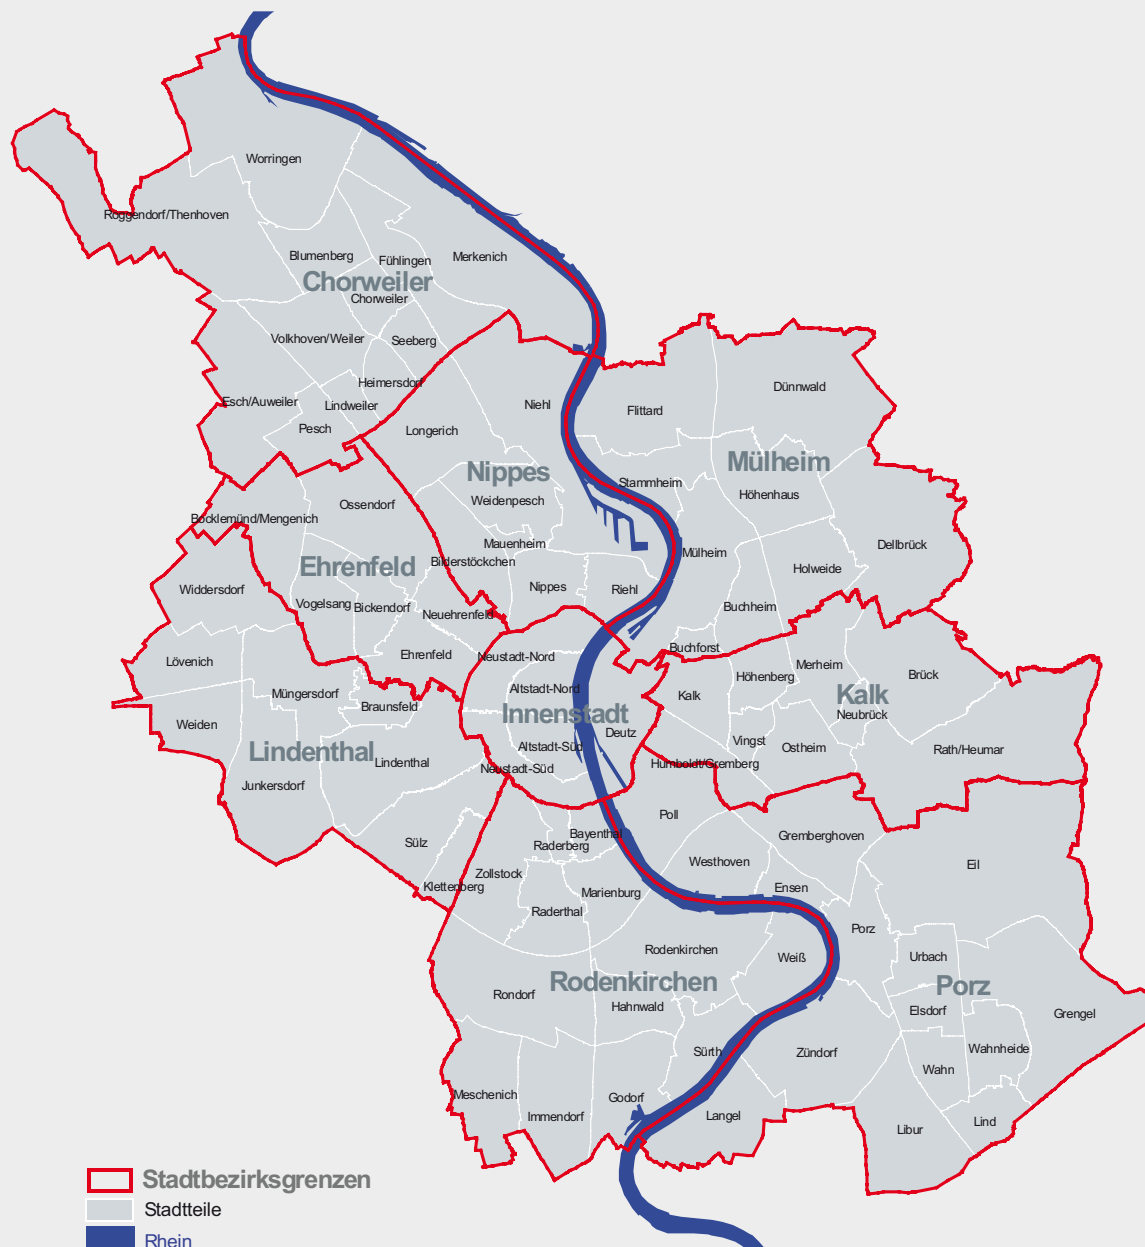 Worringen
Roggendorf/Thenhoven
Blumenberg
Fühlingen
Merkenich
Chorweiler
Chorweiler
Volkhoven/Weiler
Seeberg
Heimersdorf
Esch/Auweiler
Lindweiler
Pesch
Niehl
Longerich
Nippes
Weidenpesch
Mauenheim
Bilderstöckchen
Nippes
Riehl
Flittard
Dünnwald
Mülheim
Stammheim
Höhenhaus
Dellbrück
Mülheim
Holweide
Buchheim
Buchforst
Ossendorf
Bocklemünd/Mengenich
Ehrenfeld
Vogelsang
Bickendorf
Neuehrenfeld
Ehrenfeld
Widdersdorf
Lövenich
Müngersdorf
Braunsfeld
Weiden
Lindenthal
Lindenthal
Junkersdorf
Sülz
Klettenberg
Neustadt-Nord
Altstadt-Nord
Innenstadt
Deutz
Altstadt-Süd
Neustadt-Süd
Merheim
Brück
Höhenberg
Kalk
Kalk
Neubrück
Vingst
Ostheim
Rath/Heumar
Humboldt/Gremberg
Poll
Gremberghoven
Westhoven
Eil
Ensen
Porz
Urbach
Porz
Elsdorf
Grengel
Wahnheide
Wahn
Zündorf
Langel
Libur
Lind
Bayenthal
Raderberg
Zollstock
Marienburg
Raderthal
Rodenkirchen
Weiß
Rodenkirchen
Rondorf
Hahnwald
Sürth
Meschenich
Immendorf
Godorf
Stadtbezirksgrenzen
Stadtteile
Rhein